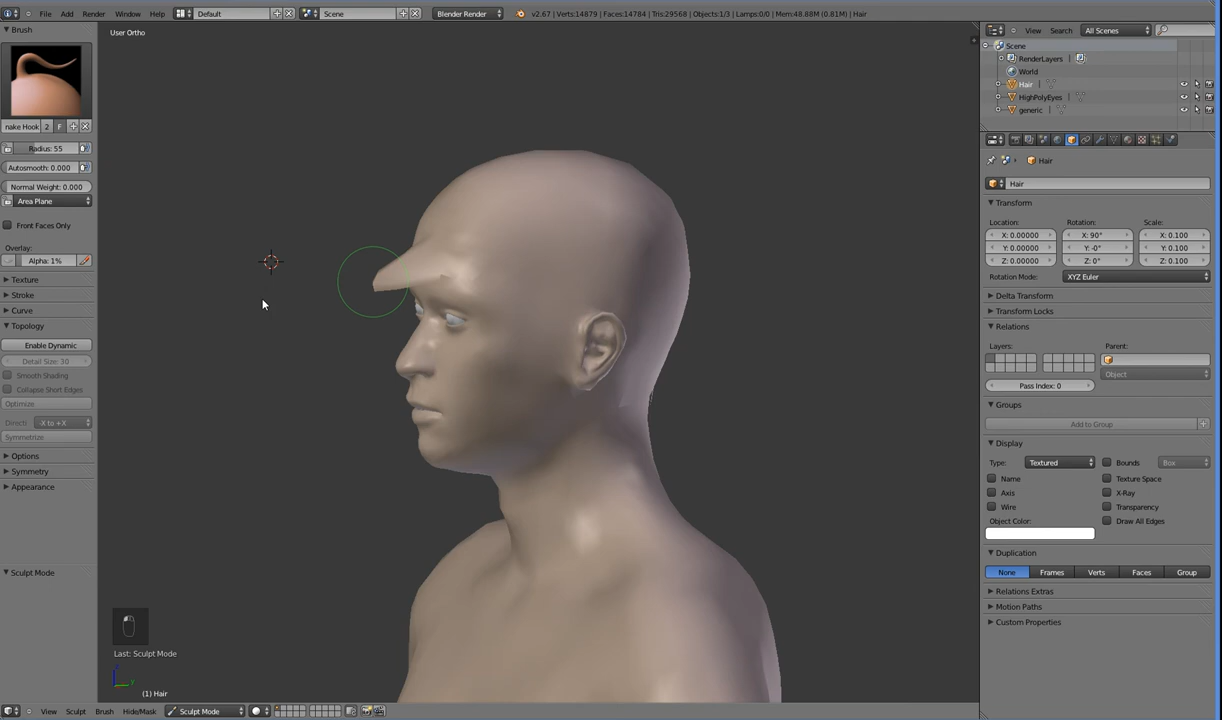 File Render Window Help Default Scene Blender Render v2.67 | Verts:14879 | Faces:14784 | Tris:29568 | Objects:1/3 | Lamps:0/0 | Mem:48.88M (0.81M) | Hair
Brush
nake Hook 2 F
Radius: 55
Autosmooth: 0.000
Normal Weight: 0.000
Area Plane
Front Faces Only
Overlay:
Alpha: 1%
Texture
Stroke
Curve
Topology
Enable Dynamic
Detail Size: 30
Smooth Shading
Collapse Short Edges
Optimize
Directi -X to +X
Symmetrize
Options
Symmetry
Appearance
Sculpt Mode
User Ortho
Last: Sculpt Mode
(1) Hair
View Sculpt Brush Hide/Mask Sculpt Mode
View Search All Scenes
Scene
RenderLayers
World
Hair
HighPolyEyes
generic
Hair
Hair
Transform
Location: Rotation: Scale:
X: 0.00000 X: 90° X: 0.100
Y: 0.00000 Y: -0° Y: 0.100
Z: 0.00000 Z: 0° Z: 0.100
Rotation Mode: XYZ Euler
Delta Transform
Transform Locks
Relations
Layers: Parent:
Object
Pass Index: 0
Groups
Add to Group
Display
Type: Textured Bounds Box
Name Texture Space
Axis X-Ray
Wire Transparency
Object Color: Draw All Edges
Duplication
None Frames Verts Faces Group
Relations Extras
Motion Paths
Custom Properties